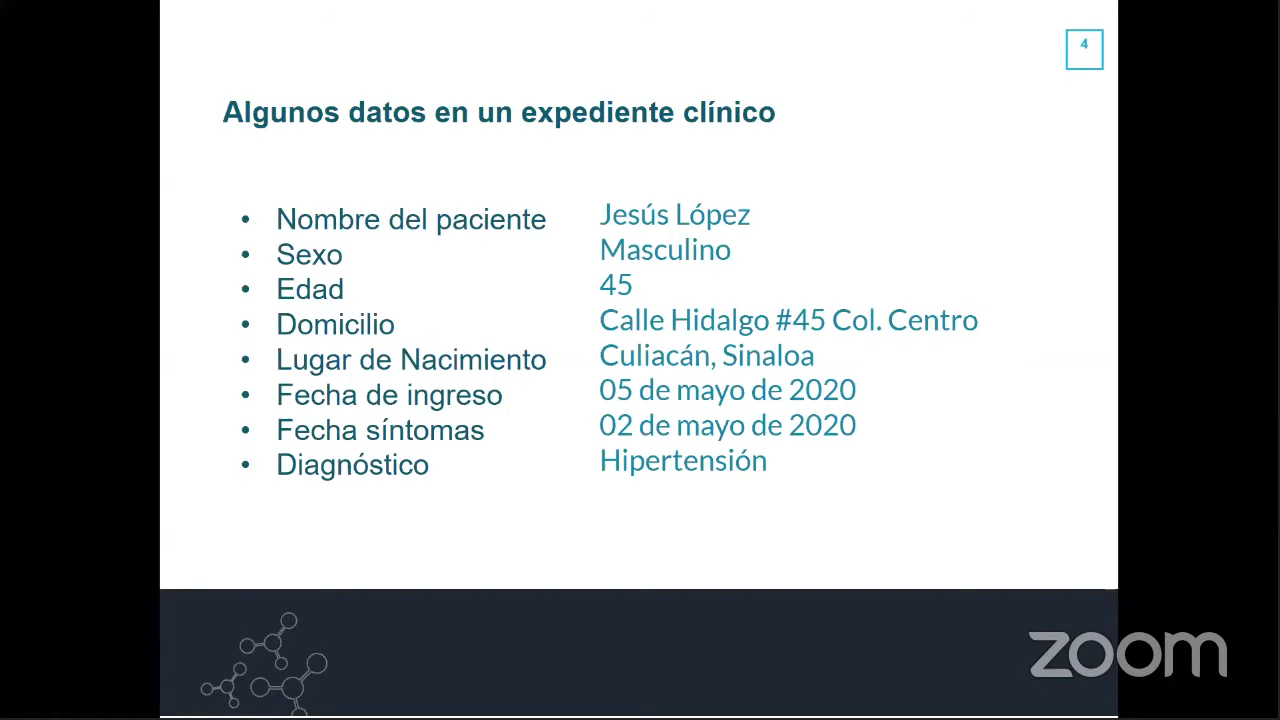 4
Algunos datos en un expediente clínico
• Nombre del paciente Jesús López
• Sexo Masculino
• Edad 45
• Domicilio Calle Hidalgo #45 Col. Centro
• Lugar de Nacimiento Culiacán, Sinaloa
• Fecha de ingreso 05 de mayo de 2020
• Fecha síntomas 02 de mayo de 2020
• Diagnóstico Hipertensión
zoom